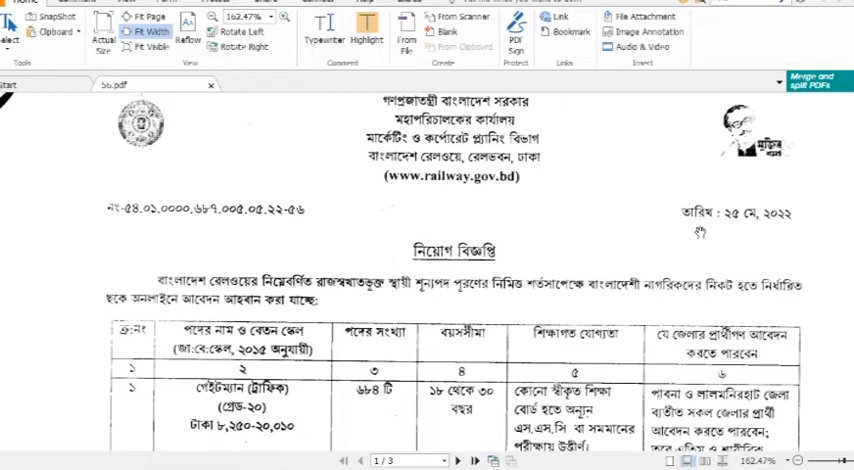 SnapShot
Clipboard
Select
Tools
Actual Size
Fit Page
Fit Width
Fit Visible
Reflow
162.47%
Rotate Left
Rotate Right
View
Typewriter
Highlight
Comment
From File
From Scanner
Blank
From Clipboard
Create
PDF Sign
Protect
Link
Bookmark
Links
File Attachment
Image Annotation
Audio & Video
Insert
Start
56.pdf
Merge and
split PDFs
গণপ্রজাতন্ত্রী বাংলাদেশ সরকার
মহাপরিচালকের কার্যালয়
মার্কেটিং ও কর্পোরেট প্ল্যানিং বিভাগ
বাংলাদেশ রেলওয়ে, রেলভবন, ঢাকা
(www.railway.gov.bd)
নং-৫৪.০১.০০০০.৬৮৭.০০৫.০৫.২২-৫৬
তারিখ : ২৫ মে, ২০২২
নিয়োগ বিজ্ঞপ্তি
বাংলাদেশ রেলওয়ের নিম্নেবর্ণিত রাজস্বখাতভুক্ত স্থায়ী শূন্যপদ পূরণের নিমিত্ত শর্তসাপেক্ষে বাংলাদেশী নাগরিকদের নিকট হতে নির্ধারিত
ছকে অনলাইনে আবেদন আহবান করা যাচ্ছে:
ক্র:নং
পদের নাম ও বেতন স্কেল
(জা:বে:স্কেল, ২০১৫ অনুযায়ী)
পদের সংখ্যা
বয়সসীমা
শিক্ষাগত যোগ্যতা
যে জেলার প্রার্থীগণ আবেদন
করতে পারবেন
১
২
৩
৪
৫
৬
১
গেইটম্যান (ট্রাফিক)
(গ্রেড-২০)
টাকা ৮,২৫০-২০,০১০
৬৮৪ টি
১৮ থেকে ৩০
বছর
কোনো স্বীকৃত শিক্ষা
বোর্ড হতে অন্যূন
এস.এস.সি বা সমমানের
পরীক্ষায় উত্তীর্ণ।
পাবনা ও লালমনিরহাট জেলা
ব্যতীত সকল জেলার প্রার্থী
আবেদন করতে পারবেন;
তবে এতিম ও শারীরিক
1 / 3
162.47%